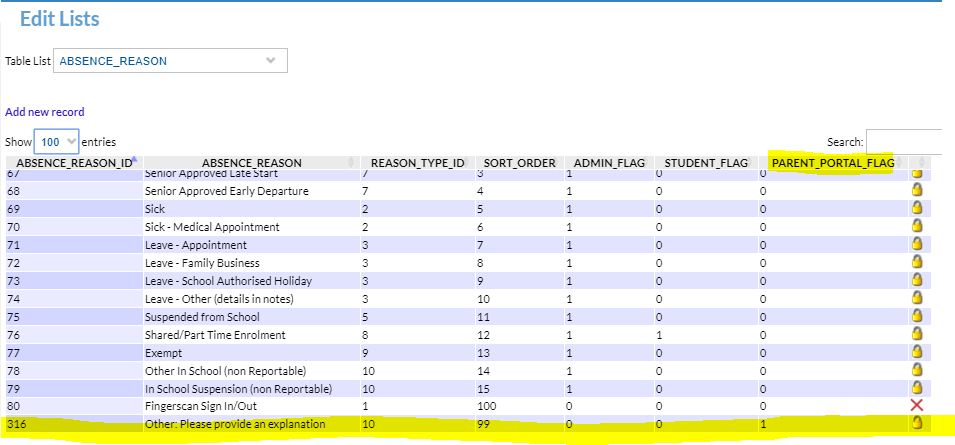 Edit Lists
Table List ABSENCE_REASON
Add new record
Show 100 entries Search:
ABSENCE_REASON_ID ABSENCE_REASON REASON_TYPE_ID SORT_ORDER ADMIN_FLAG STUDENT_FLAG PARENT_PORTAL_FLAG
67 Senior Approved Late Start 7 3 1 0 0
68 Senior Approved Early Departure 7 4 1 0 0
69 Sick 2 5 1 0 0
70 Sick - Medical Appointment 2 6 1 0 0
71 Leave - Appointment 3 7 1 0 0
72 Leave - Family Business 3 8 1 0 0
73 Leave - School Authorised Holiday 3 9 1 0 0
74 Leave - Other (details in notes) 3 10 1 0 0
75 Suspended from School 5 11 1 0 0
76 Shared/Part Time Enrolment 8 12 1 1 0
77 Exempt 9 13 1 0 0
78 Other In School (non Reportable) 10 14 1 0 0
79 In School Suspension (non Reportable) 10 15 1 0 0
80 Fingerscan Sign In/Out 1 100 0 0 0
316 Other: Please provide an explanation 10 99 0 0 1